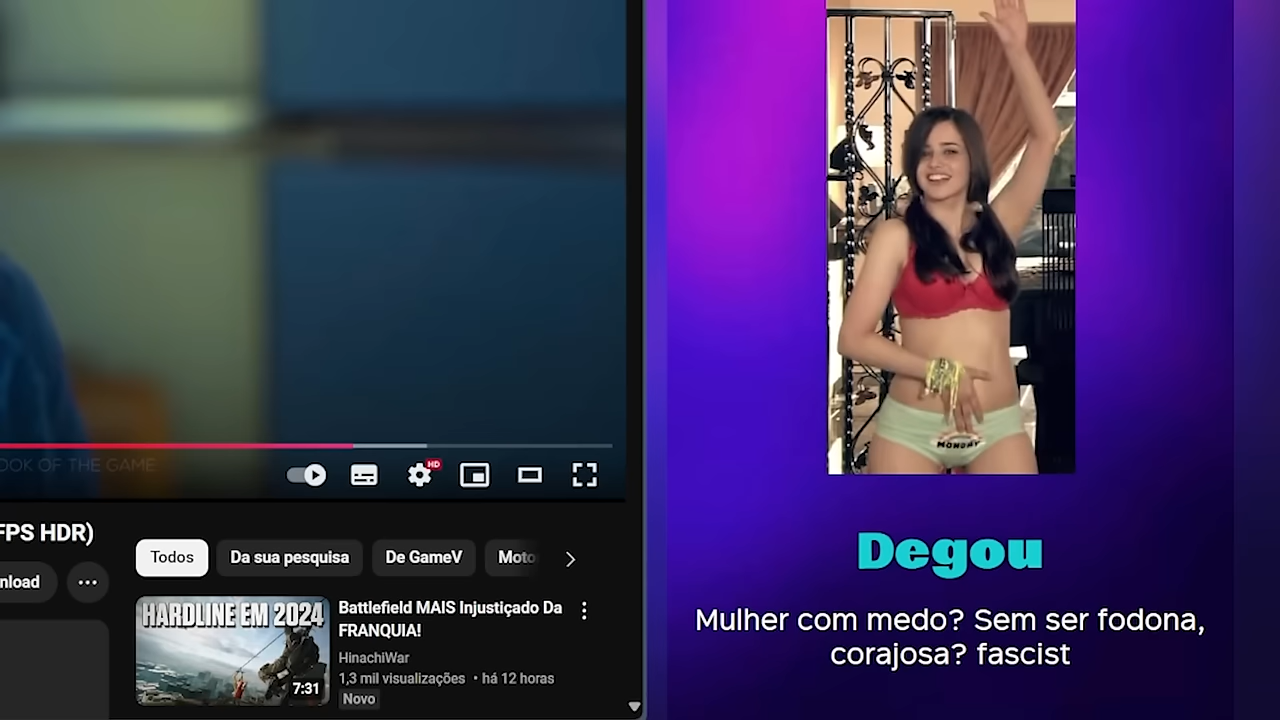 OOK OF THE GAME
HD
FPS HDR)
nload
Todos
Da sua pesquisa
De GameV
Moto
HARDLINE EM 2024
7:31
Battlefield MAIS Injustiçado Da
FRANQUIA!
HinachiWar
1,3 mil visualizações • há 12 horas
Novo
MONDAY
Degou
Mulher com medo? Sem ser fodona,
corajosa? fascist